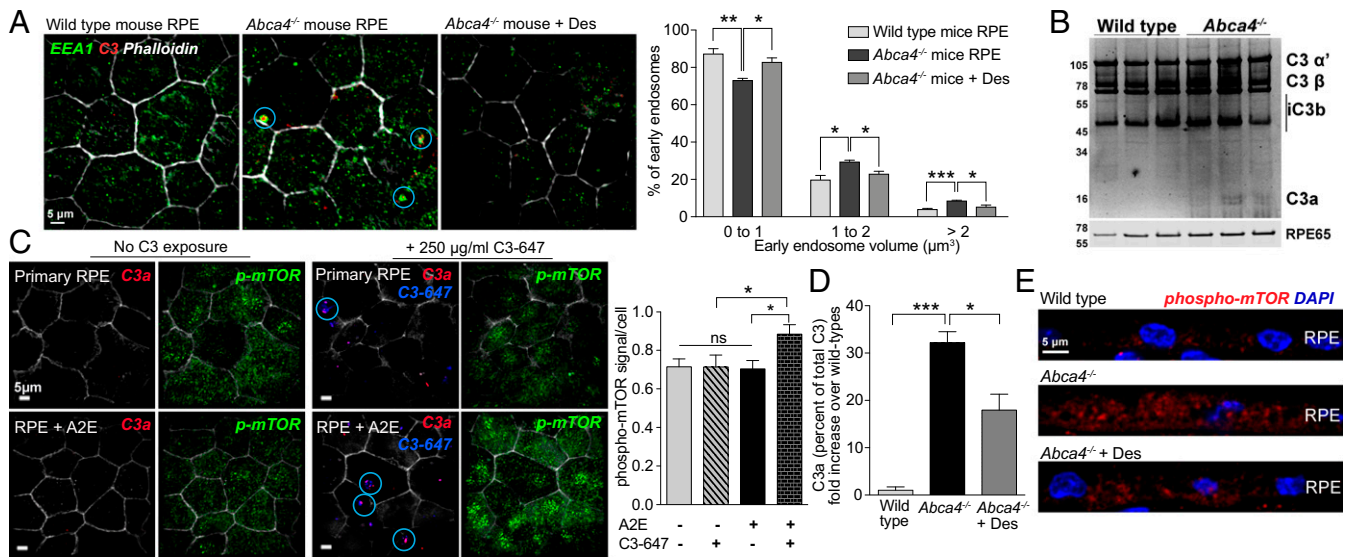 A
Wild type mouse RPE
Abca4-/- mouse RPE
Abca4-/- mouse + Des
EEA1 C3 Phalloidin
5 µm
% of early endosomes
100
80
60
40
20
0
** *
* *
*** *
Wild type mice RPE
Abca4-/- mice RPE
Abca4-/- mice + Des
0 to 1
1 to 2
> 2
Early endosome volume (µm³)
B
Wild type
Abca4-/-
105
78
55
45
34
16
C3 α’
C3 β
iC3b
C3a
78
55
RPE65
C
No C3 exposure
+ 250 µg/ml C3-647
Primary RPE C3a
p-mTOR
Primary RPE C3a
C3-647
p-mTOR
5µm
RPE + A2E C3a
p-mTOR
RPE + A2E C3a
C3-647
p-mTOR
phospho-mTOR signal/cell
1.0
0.8
0.6
0.4
0.2
0.0
*
*
ns
A2E - - + +
C3-647 - + - +
D
C3a (percent of total C3)
fold increase over wild-types
40
30
20
10
0
*** *
Wild
type
Abca4-/-
Abca4-/-
+ Des
E
Wild type
phospho-mTOR DAPI
5 µm
RPE
Abca4-/-
RPE
Abca4-/- + Des
RPE